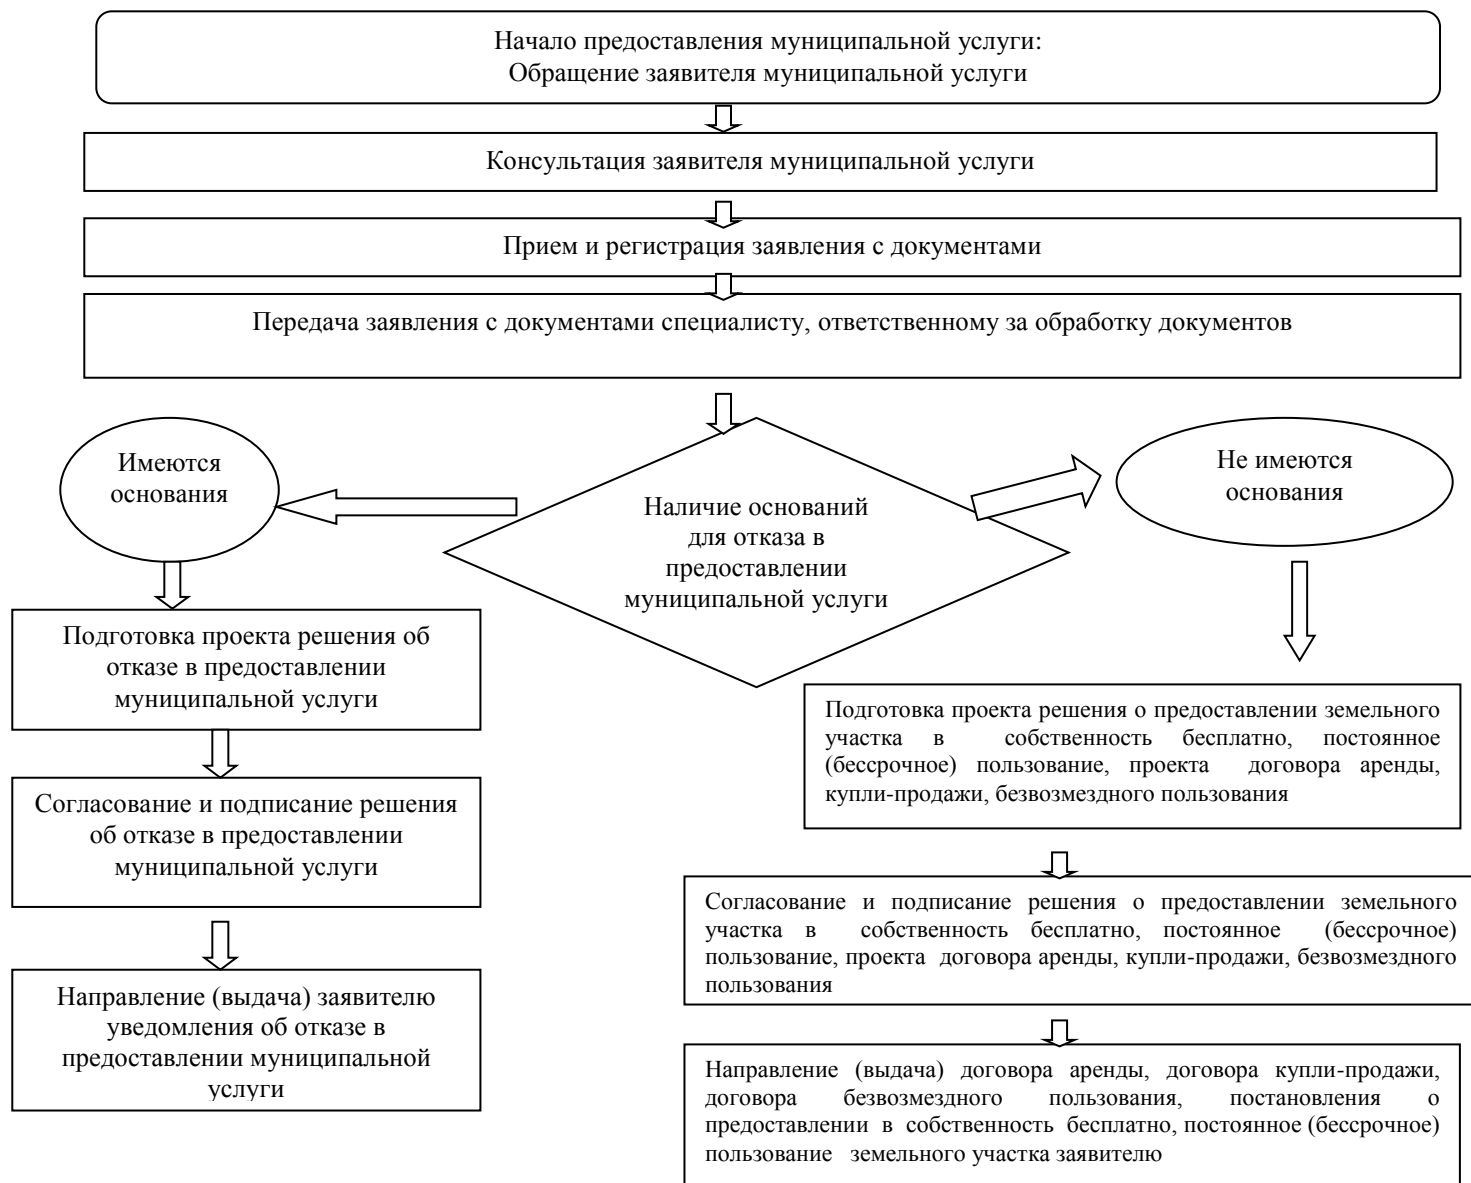 Начало предоставления муниципальной услуги:
Обращение заявителя муниципальной услуги
Консультация заявителя муниципальной услуги
Прием и регистрация заявления с документами
Передача заявления с документами специалисту, ответственному за обработку документов
Имеются
основания
Наличие оснований
для отказа в
предоставлении
муниципальной услуги
Не имеются
основания
Подготовка проекта решения об
отказе в предоставлении
муниципальной услуги
Согласование и подписание решения
об отказе в предоставлении
муниципальной услуги
Направление (выдача) заявителю
уведомления об отказе в
предоставлении муниципальной
услуги
Подготовка проекта решения о предоставлении земельного
участка в собственность бесплатно, постоянное
(бессрочное) пользование, проекта договора аренды,
купли-продажи, безвозмездного пользования
Согласование и подписание решения о предоставлении земельного
участка в собственность бесплатно, постоянное (бессрочное)
пользование, проекта договора аренды, купли-продажи, безвозмездного
пользования
Направление (выдача) договора аренды, договора купли-продажи,
договора безвозмездного пользования, постановления о
предоставлении в собственность бесплатно, постоянное (бессрочное)
пользование земельного участка заявителю